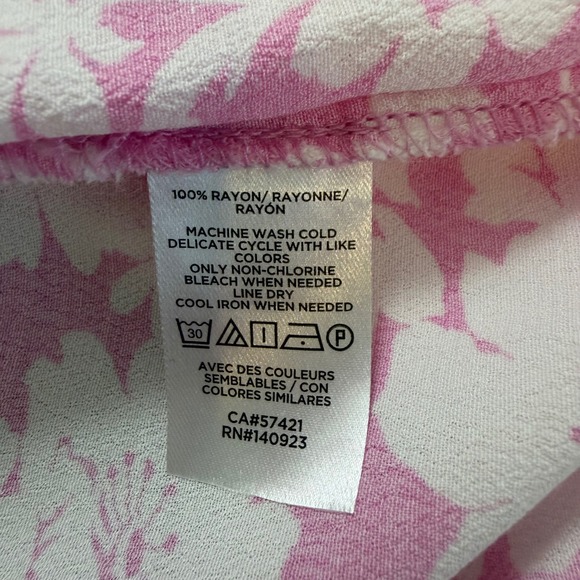 100% RAYON/ RAYONNE/
RAYÓN
MACHINE WASH COLD
DELICATE CYCLE WITH LIKE
COLORS
ONLY NON-CHLORINE
BLEACH WHEN NEEDED
LINE DRY
COOL IRON WHEN NEEDED
30 P
AVEC DES COULEURS
SEMBLABLES / CON
COLORES SIMILARES
CA#57421
RN#140923